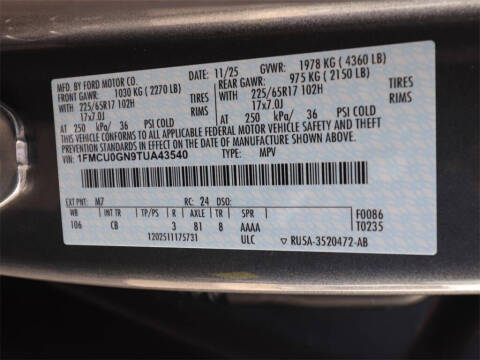 MFD. BY FORD MOTOR CO. 11/25 GVWR: 1978 KG ( 4360 LB)
FRONT GAWR: 1030 KG ( 2270 LB) REAR GAWR: 975 KG ( 2150 LB)
WITH 225/65R17 102H TIRES WITH 225/65R17 102H TIRES
17x7.0J RIMS 17x7.0J RIMS
AT 250 kPa/ 36 PSI COLD AT 250 kPa/ 36 PSI COLD
THIS VEHICLE CONFORMS TO ALL APPLICABLE FEDERAL MOTOR VEHICLE SAFETY AND BUMPER
STANDARDS IN EFFECT ON THE DATE OF MANUFACTURE SHOWN ABOVE.
VIN: 1FMCU0GN9TUA43540 TYPE: MPV
EXT PNT: M7 RC: 24 DSO:
WB INT TR TP/PS R AXLE TR SPR F0086
106 CB 3 81 8 AAAA T0235
1202511175731 ULC RU5A-3520472-AB